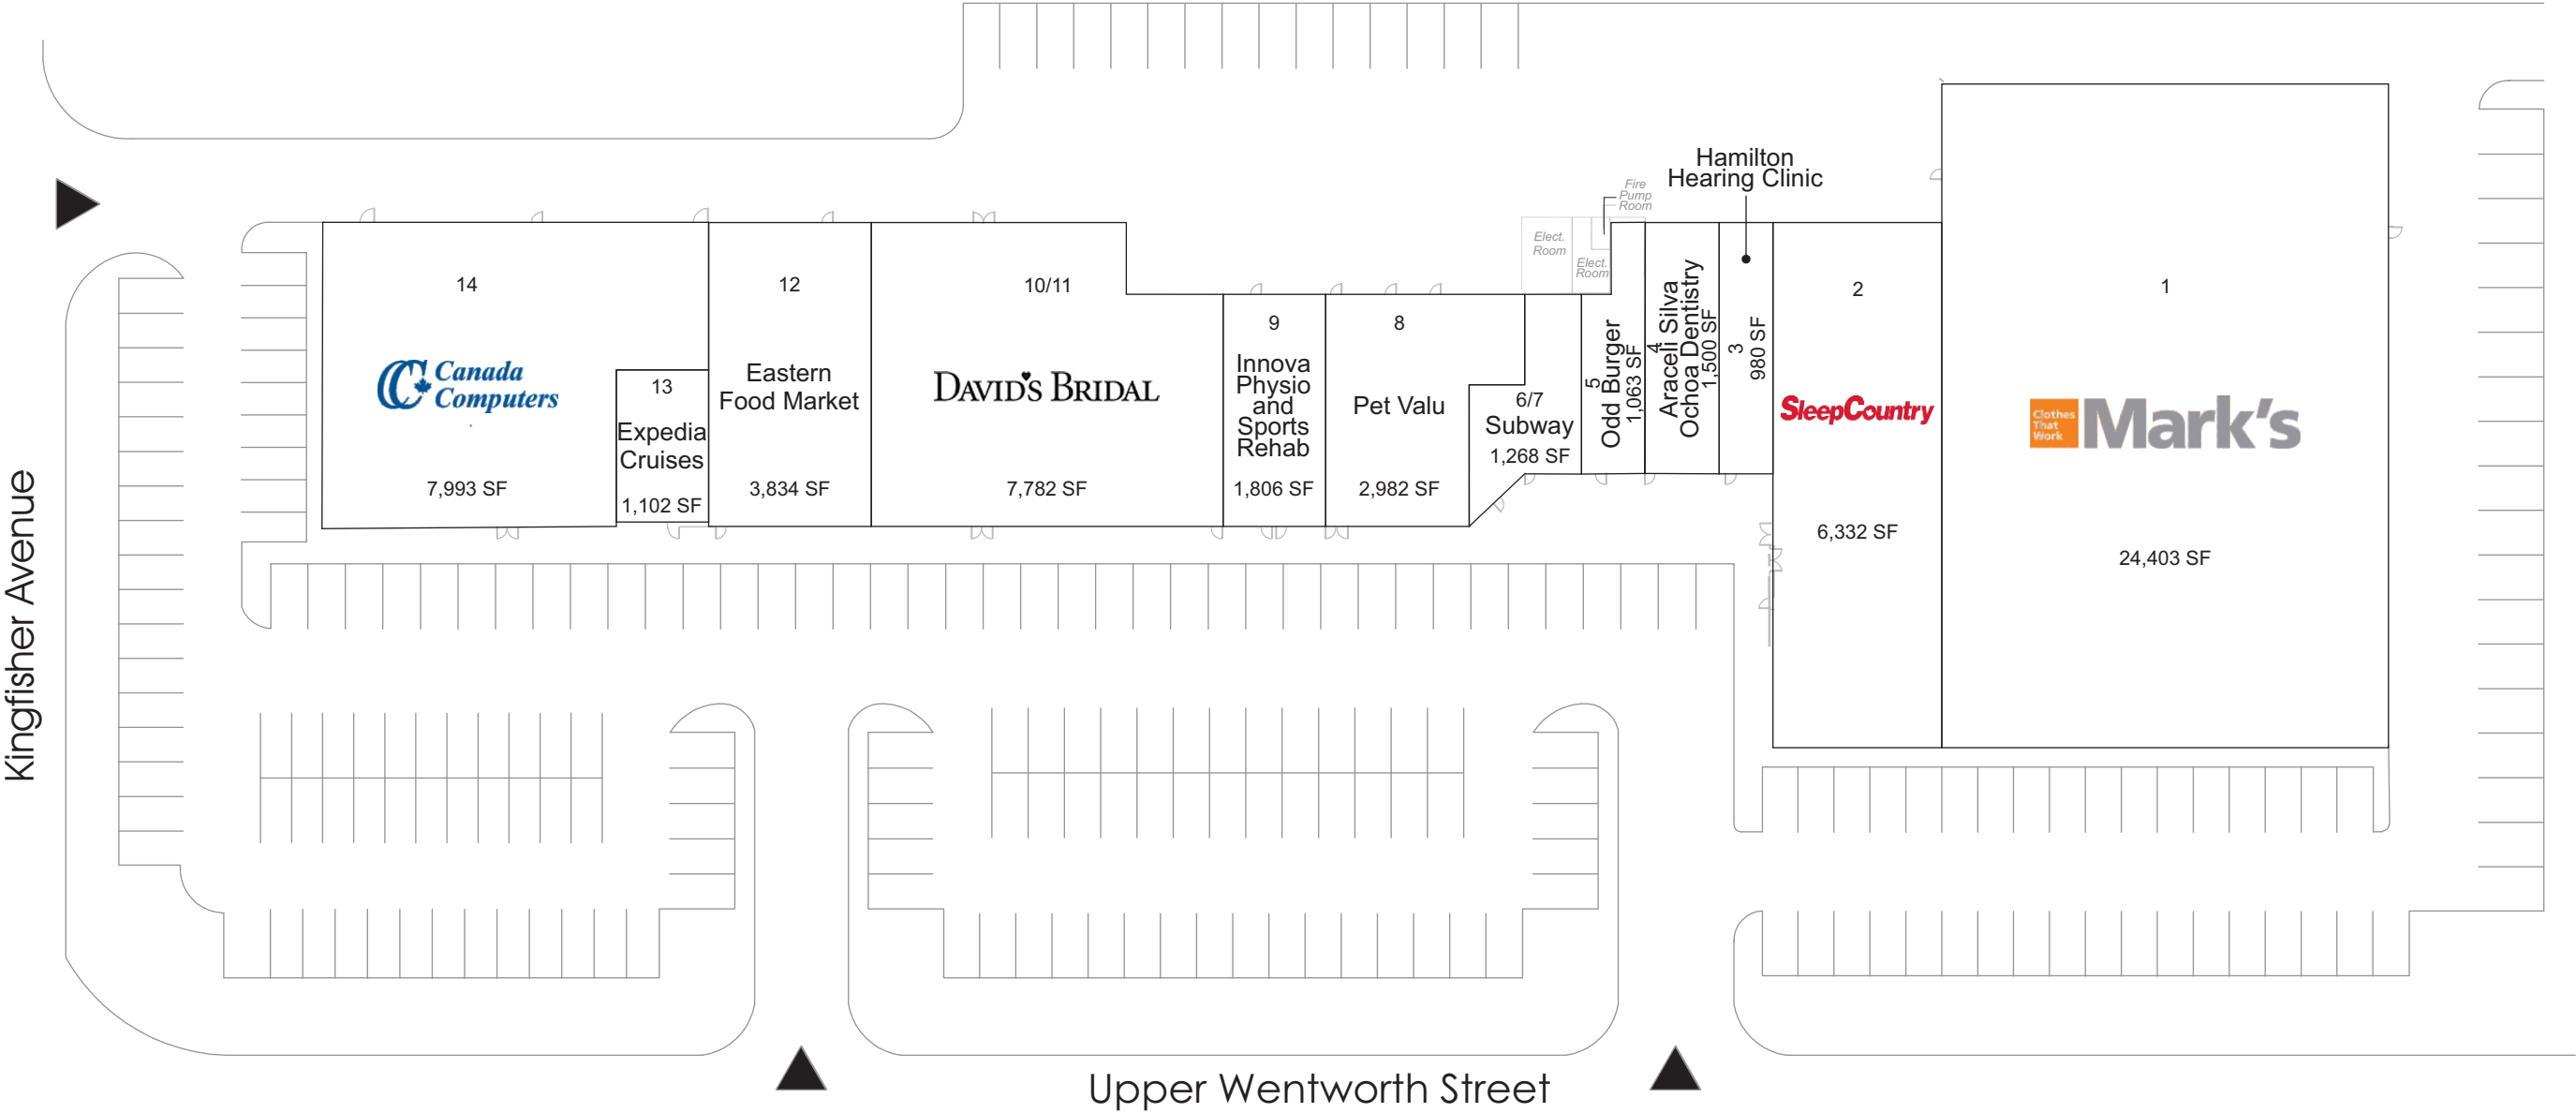 Hamilton
Hearing Clinic
Fire
Pump
Room
Elect.
Room
Elect.
Room
14
Canada
Computers
7,993 SF
13
Expedia
Cruises
1,102 SF
12
Eastern
Food Market
3,834 SF
10/11
DAVID'S BRIDAL
7,782 SF
9
Innova
Physio
and
Sports
Rehab
1,806 SF
8
Pet Valu
2,982 SF
6/7
Subway
1,268 SF
5
Odd Burger
1,063 SF
4
Araceli Silva
Ochoa Dentistry
1,500 SF
3
980 SF
2
SleepCountry
6,332 SF
1
Clothes
That
Work
Mark's
24,403 SF
Kingfisher Avenue
Upper Wentworth Street